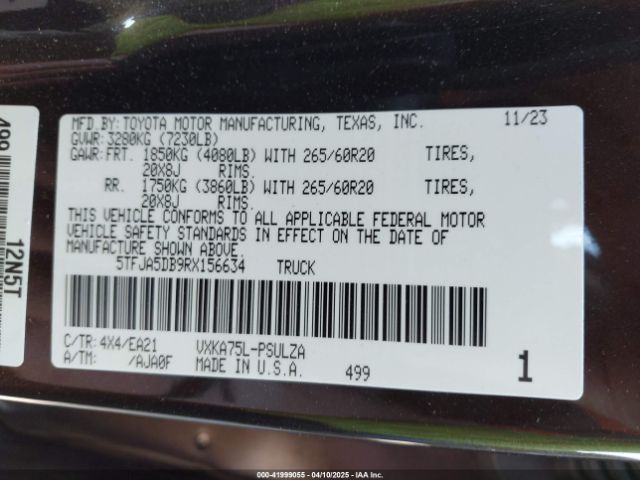 MFD.BY: TOYOTA MOTOR MANUFACTURING, TEXAS, INC. 11/23
GVWR: 3280KG (7230LB)
GAWR: FRT. 1850KG (4080LB) WITH 265/60R20 TIRES,
20X8J RIMS.
RR. 1750KG (3860LB) WITH 265/60R20 TIRES,
20X8J RIMS.
THIS VEHICLE CONFORMS TO ALL APPLICABLE FEDERAL MOTOR
VEHICLE SAFETY STANDARDS IN EFFECT ON THE DATE OF
MANUFACTURE SHOWN ABOVE.
5TFJA5DB9RX156634 TRUCK
C/TR: 4X4/EA21 VXKA75L-PSULZA
A/TM: /AJA0F MADE IN U.S.A. 499
1
499
12N5T
000-41999055 - 04/10/2025 - IAA Inc.